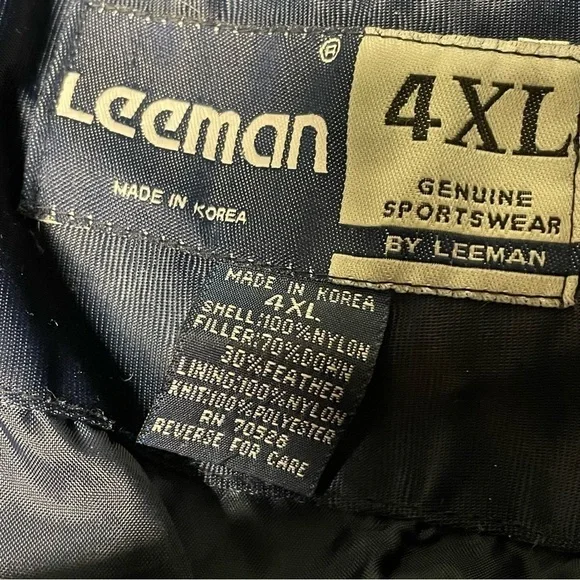 Leeman ®
MADE IN KOREA
4XL
GENUINE
SPORTSWEAR
BY LEEMAN
MADE IN KOREA
4XL
SHELL:100%NYLON
FILLER:70%DOWN
30%FEATHER
LINING:100%NYLON
KNIT:100%POLYESTER
RN 70528
REVERSE FOR CARE